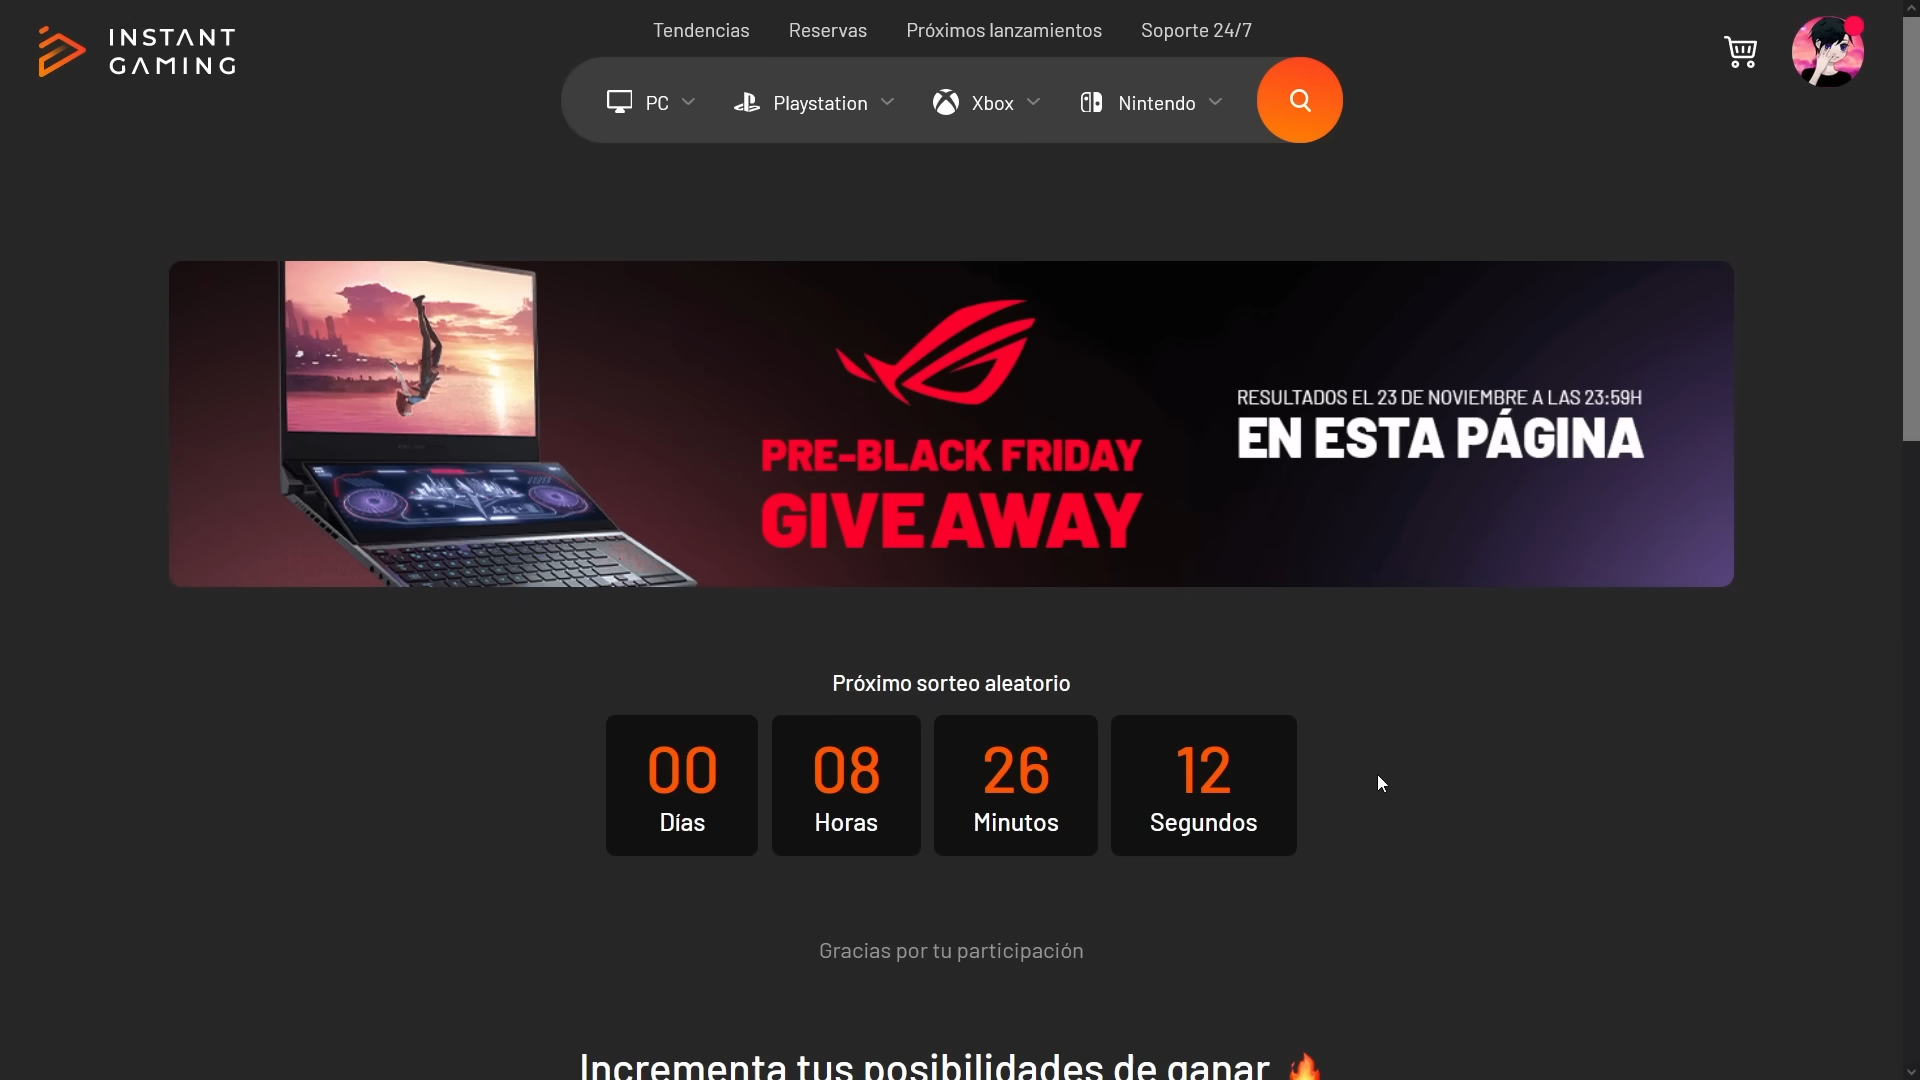 INSTANT
GAMING
Tendencias
Reservas
Próximos lanzamientos
Soporte 24/7
PC
Playstation
Xbox
Nintendo
PRE-BLACK FRIDAY
GIVEAWAY
RESULTADOS EL 23 DE NOVIEMBRE A LAS 23:59H
EN ESTA PÁGINA
Próximo sorteo aleatorio
00
Días
08
Horas
26
Minutos
12
Segundos
Gracias por tu participación
Incrementa tus posibilidades de ganar 🔥